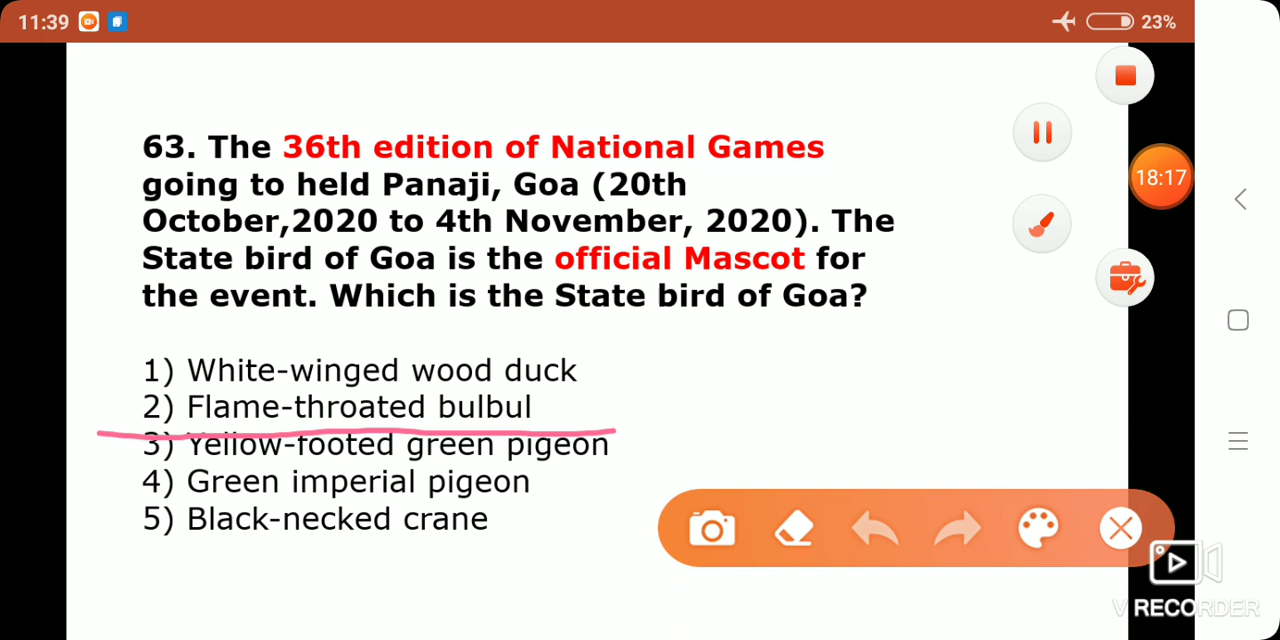 11:39
23%
63. The 36th edition of National Games
going to held Panaji, Goa (20th
October,2020 to 4th November, 2020). The
State bird of Goa is the official Mascot for
the event. Which is the State bird of Goa?
18:17
1) White-winged wood duck
2) Flame-throated bulbul
3) Yellow-footed green pigeon
4) Green imperial pigeon
5) Black-necked crane
V RECORDER